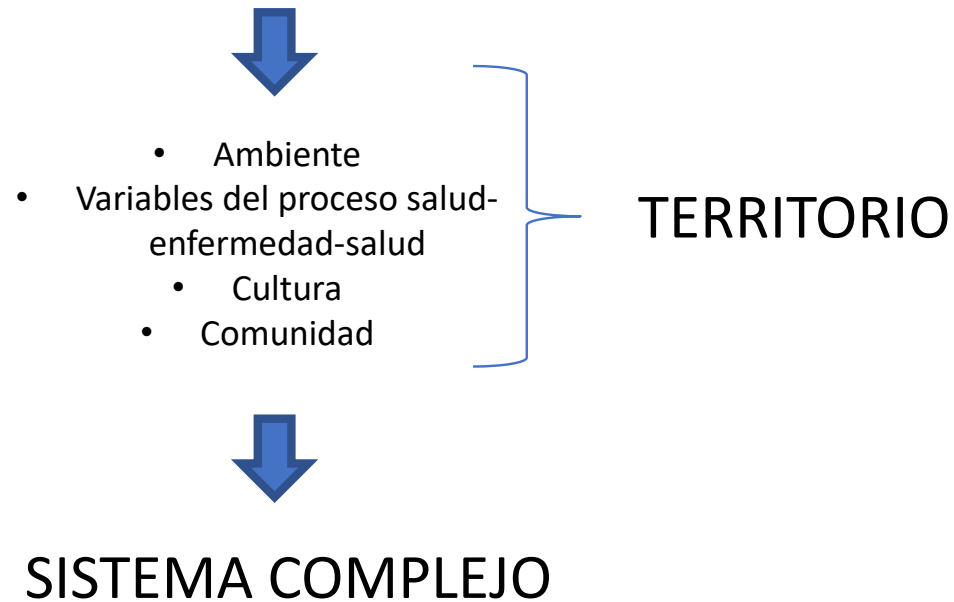 • Ambiente
• Variables del proceso salud-
enfermedad-salud
• Cultura
• Comunidad
TERRITORIO
SISTEMA COMPLEJO